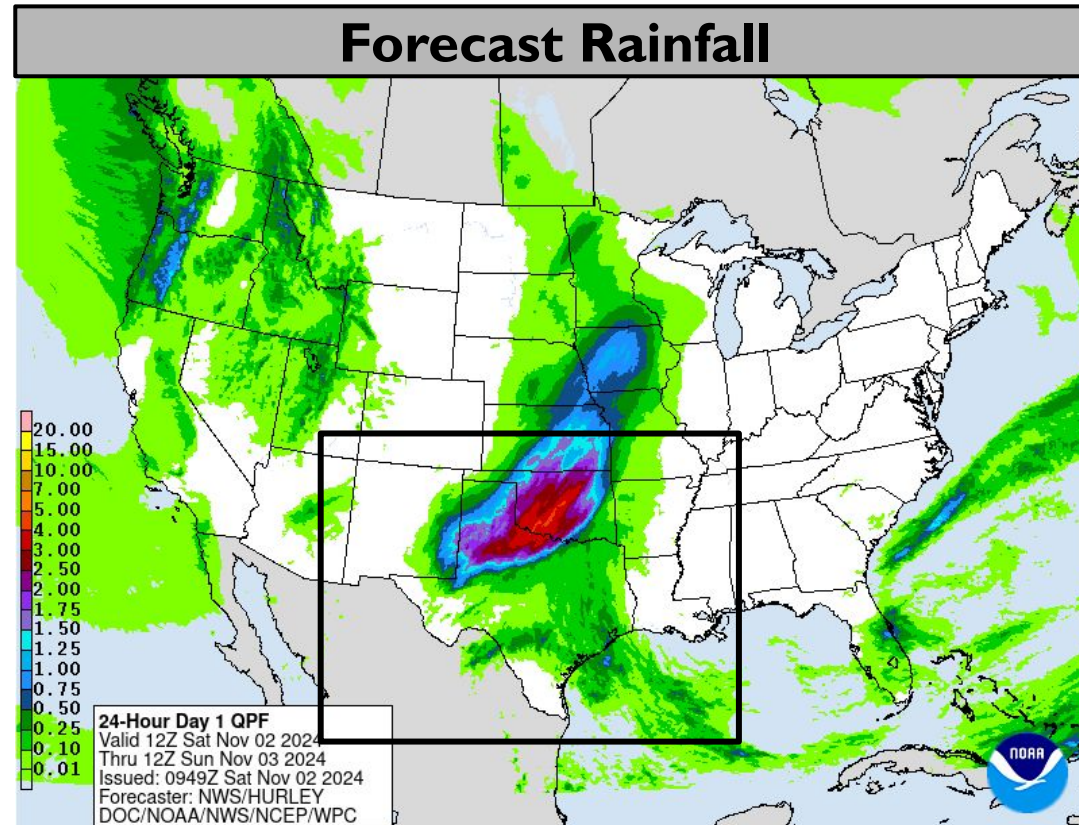 Forecast Rainfall
20.00
15.00
10.00
7.00
5.00
4.00
3.00
2.50
2.00
1.75
1.50
1.25
1.00
0.75
0.50
0.25
0.10
0.01
24-Hour Day 1 QPF
Valid 12Z Sat Nov 02 2024
Thru 12Z Sun Nov 03 2024
Issued: 0949Z Sat Nov 02 2024
Forecaster: NWS/HURLEY
DOC/NOAA/NWS/NCEP/WPC
NOAA